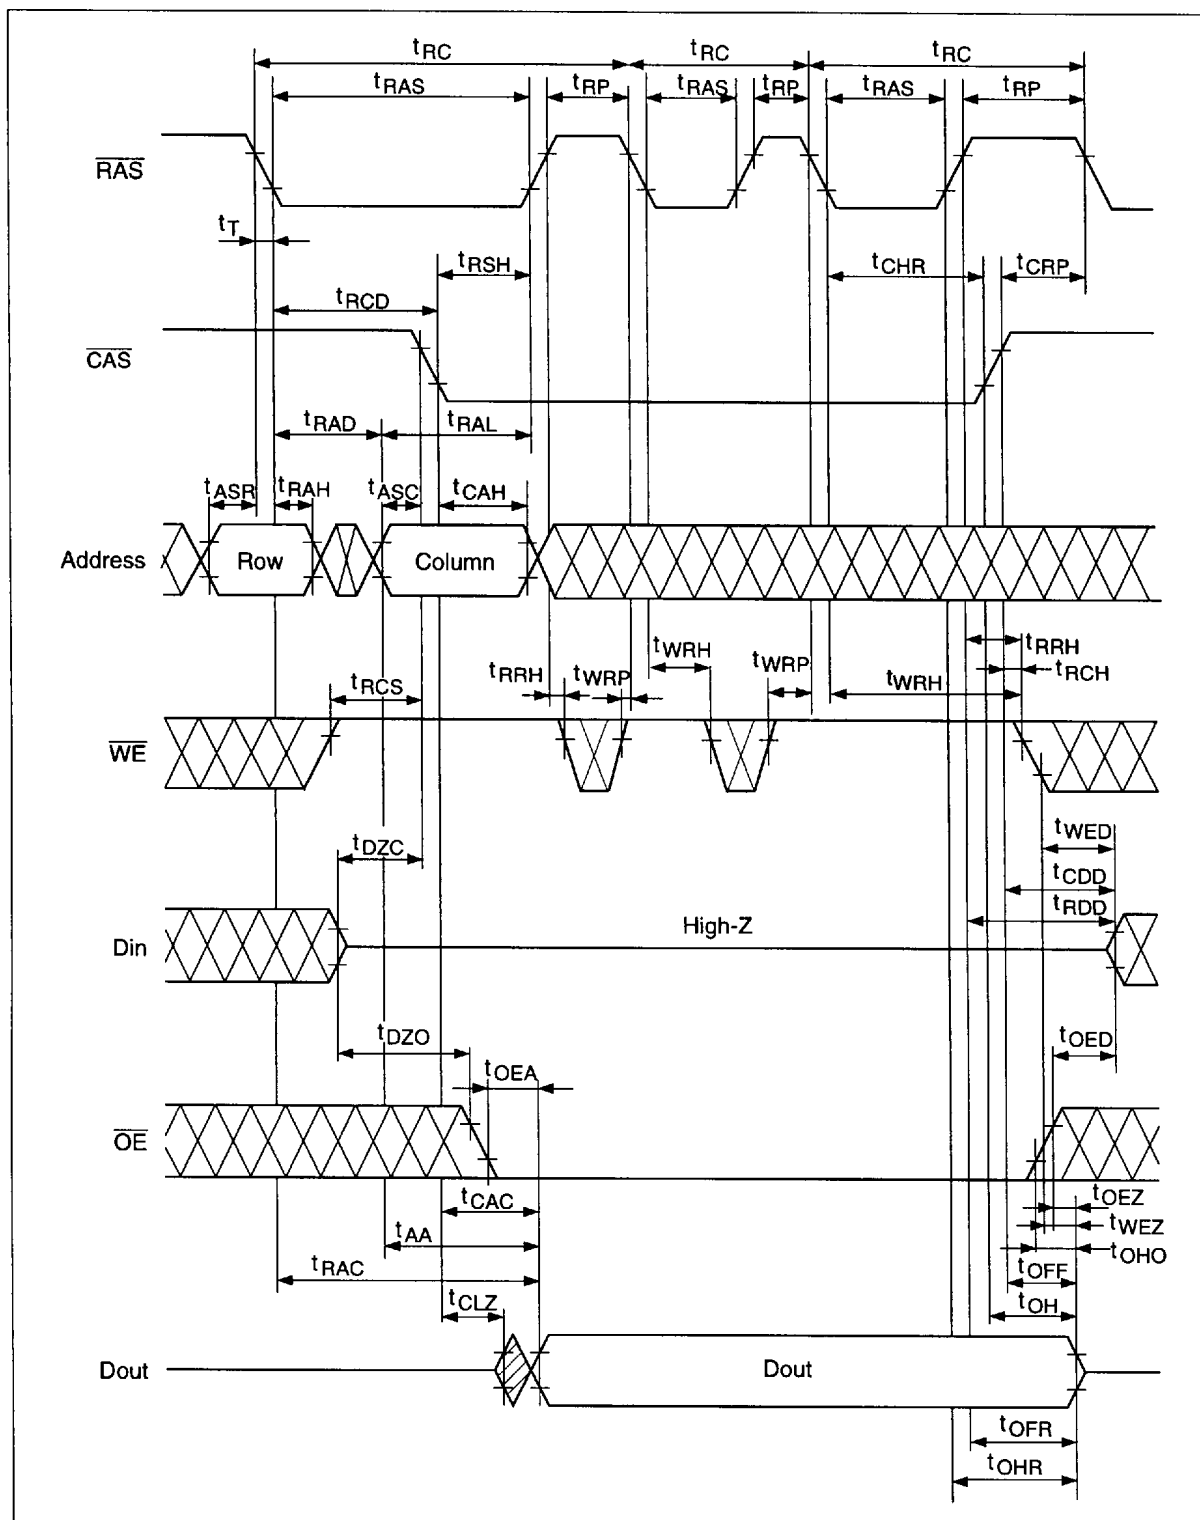 tRC tRC tRC
tRAS tRP tRAS tRP tRAS tRP
RAS
tT
tRSH tCHR tCRP
tRCD
CAS
tRAD tRAL
tASR tRAH tASC tCAH
Address Row Column
tRRH
tRRH tWRP tWRH tWRP tWRH tRCH
tRCS
WE
tWED
tDZC
tCDD
tRDD
High-Z
Din
tDZO tOED
tOEA
OE
tOEZ
tCAC
tWEZ
tAA
tOHO
tRAC tOFF
tCLZ tOH
Dout Dout
tOFR
tOHR